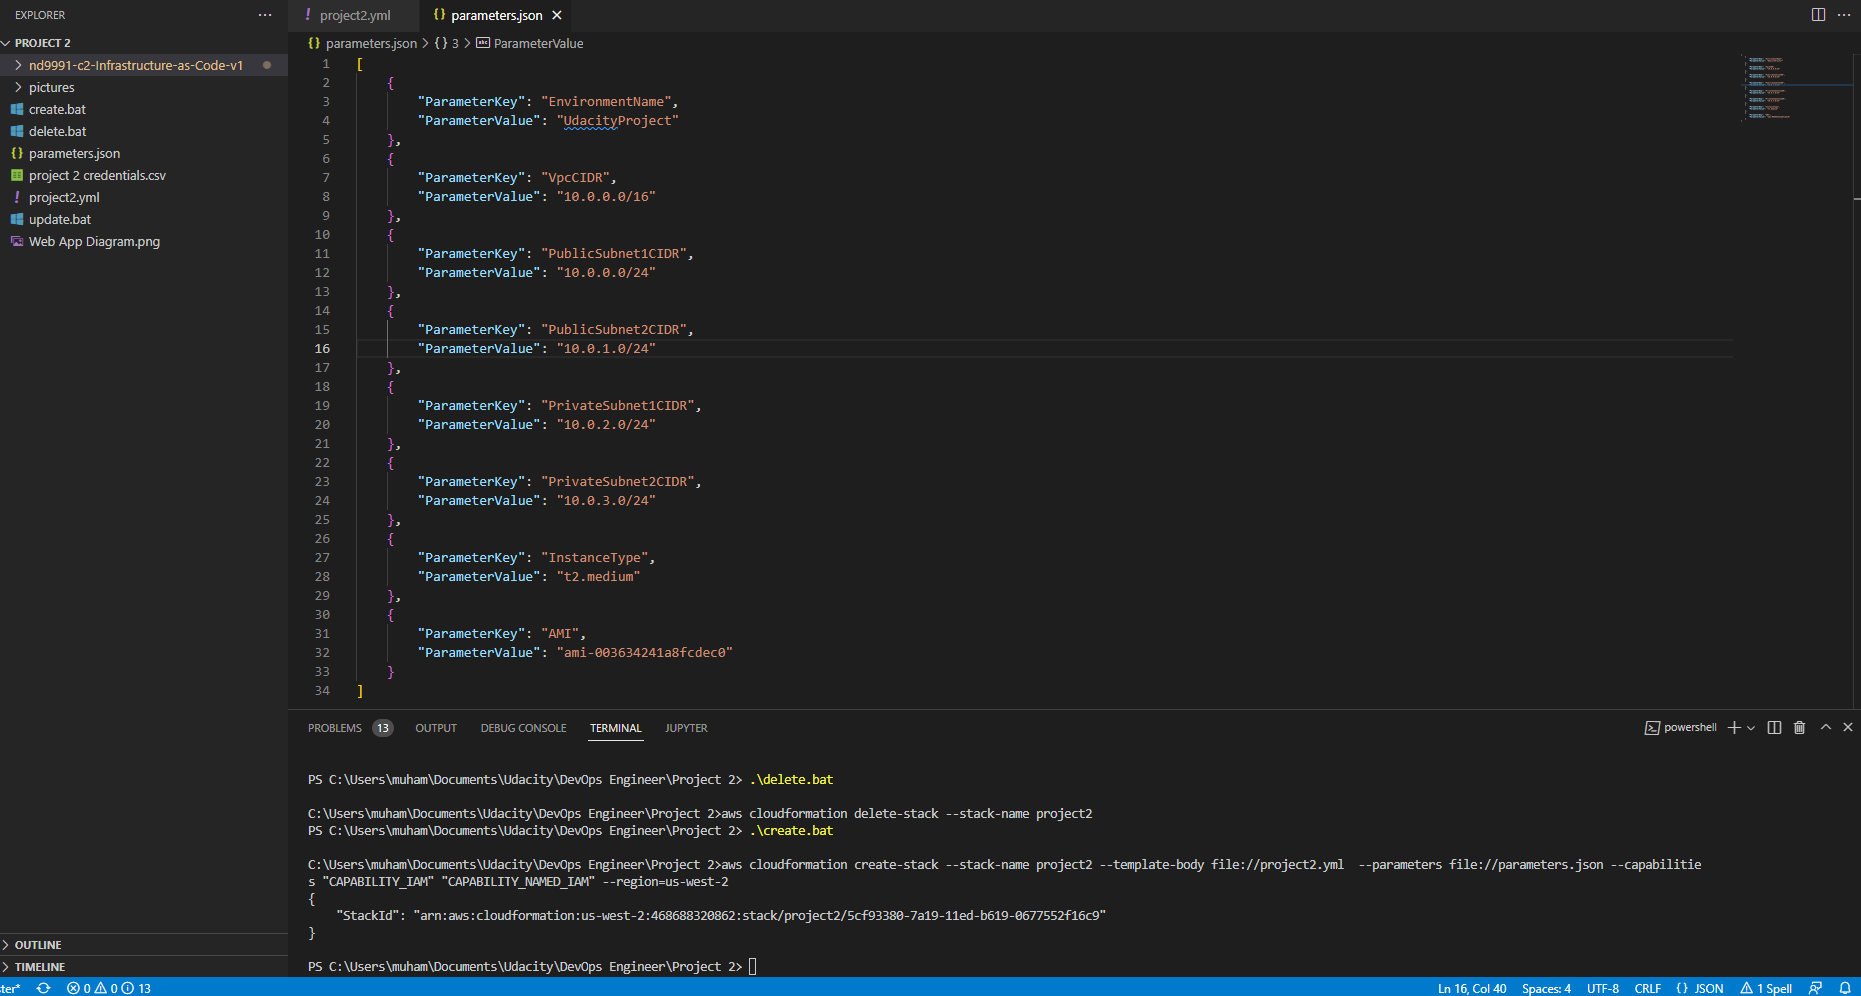 EXPLORER
PROJECT 2
nd9991-c2-Infrastructure-as-Code-v1
pictures
create.bat
delete.bat
parameters.json
project 2 credentials.csv
project2.yml
update.bat
Web App Diagram.png
OUTLINE
TIMELINE
project2.yml
parameters.json
parameters.json > {} 3 > ParameterValue
1 [
2 {
3 "ParameterKey": "EnvironmentName",
4 "ParameterValue": "UdacityProject"
5 },
6 {
7 "ParameterKey": "VpcCIDR",
8 "ParameterValue": "10.0.0.0/16"
9 },
10 {
11 "ParameterKey": "PublicSubnet1CIDR",
12 "ParameterValue": "10.0.0.0/24"
13 },
14 {
15 "ParameterKey": "PublicSubnet2CIDR",
16 "ParameterValue": "10.0.1.0/24"
17 },
18 {
19 "ParameterKey": "PrivateSubnet1CIDR",
20 "ParameterValue": "10.0.2.0/24"
21 },
22 {
23 "ParameterKey": "PrivateSubnet2CIDR",
24 "ParameterValue": "10.0.3.0/24"
25 },
26 {
27 "ParameterKey": "InstanceType",
28 "ParameterValue": "t2.medium"
29 },
30 {
31 "ParameterKey": "AMI",
32 "ParameterValue": "ami-003634241a8fcdec0"
33 }
34 ]
PROBLEMS 13 OUTPUT DEBUG CONSOLE TERMINAL JUPYTER powershell
PS C:\Users\muham\Documents\Udacity\DevOps Engineer\Project 2> .\delete.bat
C:\Users\muham\Documents\Udacity\DevOps Engineer\Project 2>aws cloudformation delete-stack --stack-name project2
PS C:\Users\muham\Documents\Udacity\DevOps Engineer\Project 2> .\create.bat
C:\Users\muham\Documents\Udacity\DevOps Engineer\Project 2>aws cloudformation create-stack --stack-name project2 --template-body file://project2.yml  --parameters file://parameters.json --capabilitie
s "CAPABILITY_IAM" "CAPABILITY_NAMED_IAM" --region=us-west-2
{
"StackId": "arn:aws:cloudformation:us-west-2:468688320862:stack/project2/5cf93380-7a19-11ed-b619-0677552f16c9"
}
PS C:\Users\muham\Documents\Udacity\DevOps Engineer\Project 2>
ter* 0 0 13 Ln 16, Col 40 Spaces: 4 UTF-8 CRLF {} JSON 1 Spell